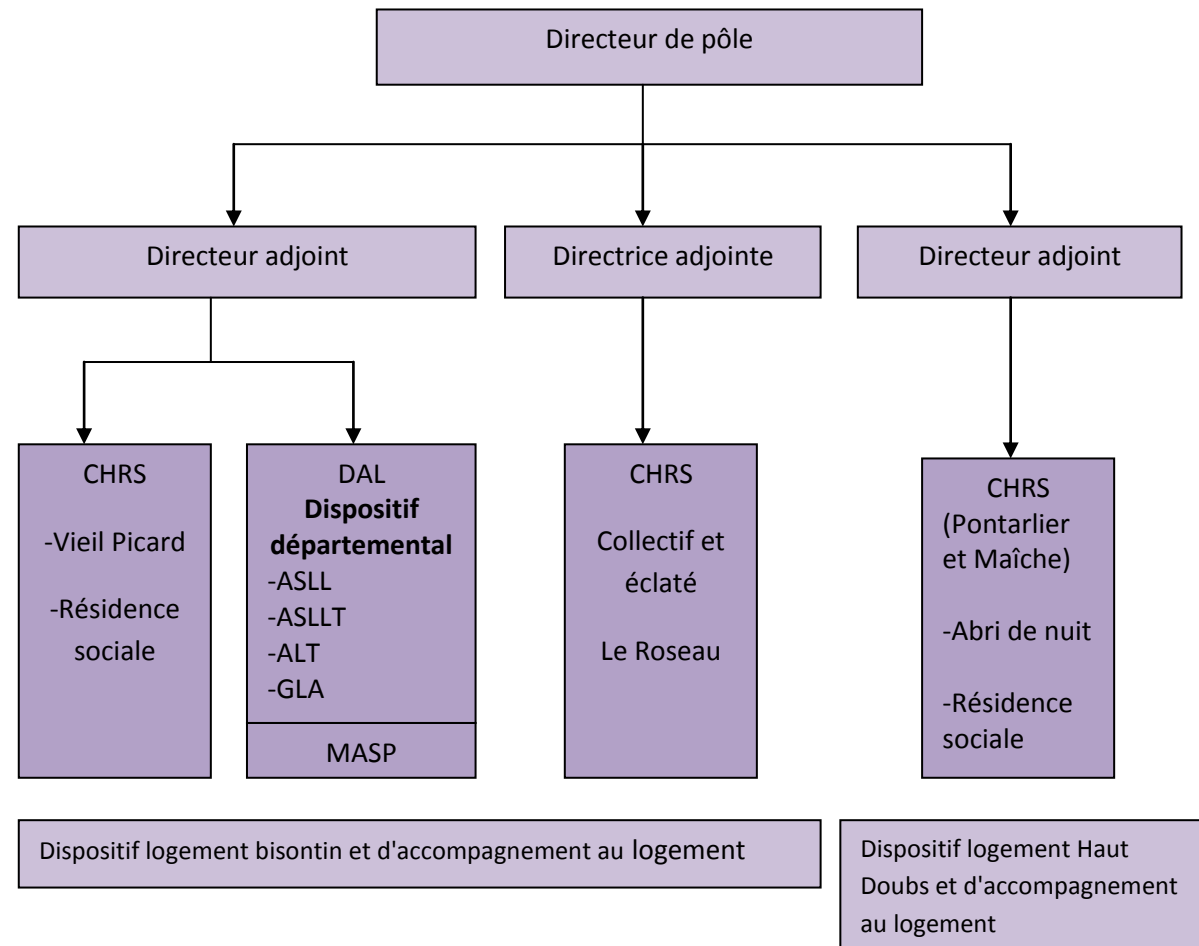 Directeur de pôle
Directeur adjoint
Directrice adjointe
Directeur adjoint
CHRS
-Vieil Picard
-Résidence
sociale
DAL
Dispositif
départemental
-ASLL
-ASLLT
-ALT
-GLA
MASP
CHRS
Collectif et
éclaté
Le Roseau
CHRS
(Pontarlier
et Maîche)
-Abri de nuit
-Résidence
sociale
Dispositif logement bisontin et d'accompagnement au logement
Dispositif logement Haut
Doubs et d'accompagnement
au logement